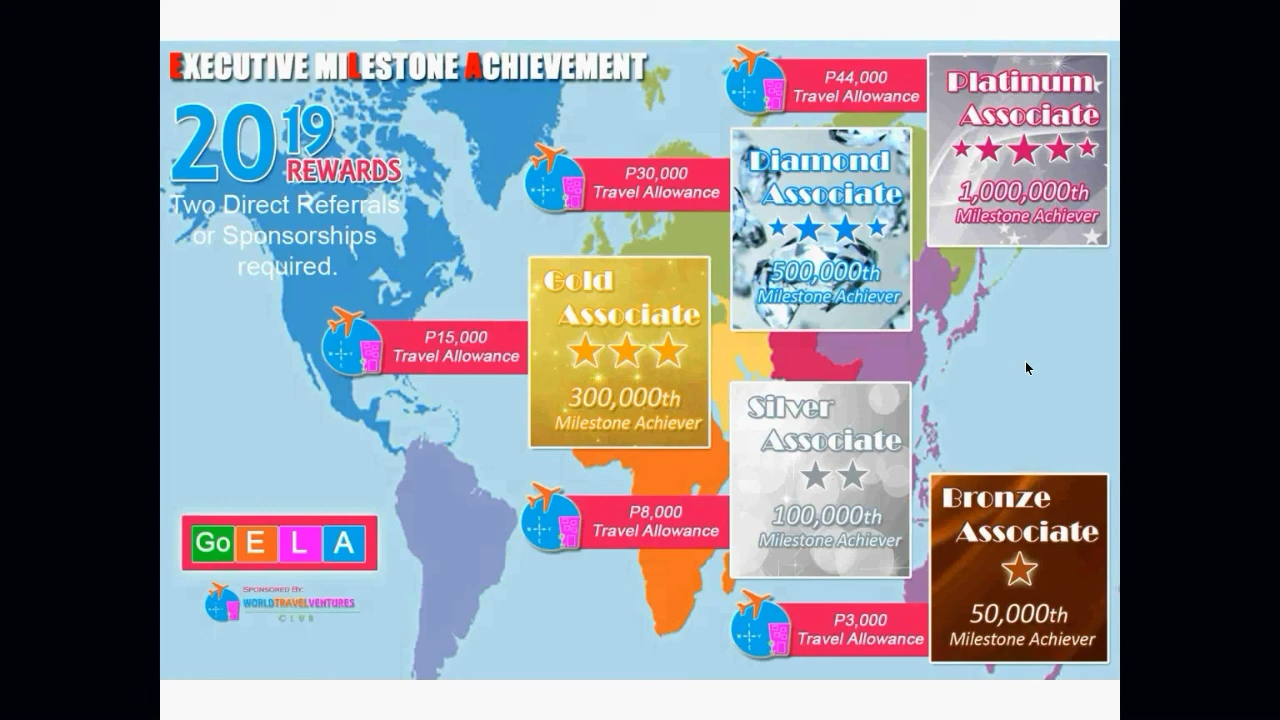 EXECUTIVE MILESTONE ACHIEVEMENT
2019
REWARDS
Two Direct Referrals
or Sponsorships
required.
P44,000
Travel Allowance
Platinum
Associate
1,000,000th
Milestone Achiever
P30,000
Travel Allowance
Diamond
Associate
500,000th
Milestone Achiever
P15,000
Travel Allowance
Gold
Associate
300,000th
Milestone Achiever
P8,000
Travel Allowance
Silver
Associate
100,000th
Milestone Achiever
P3,000
Travel Allowance
Bronze
Associate
50,000th
Milestone Achiever
Go E L A
SPONSORED BY:
WORLDTRAVELVENTURES
CLUB